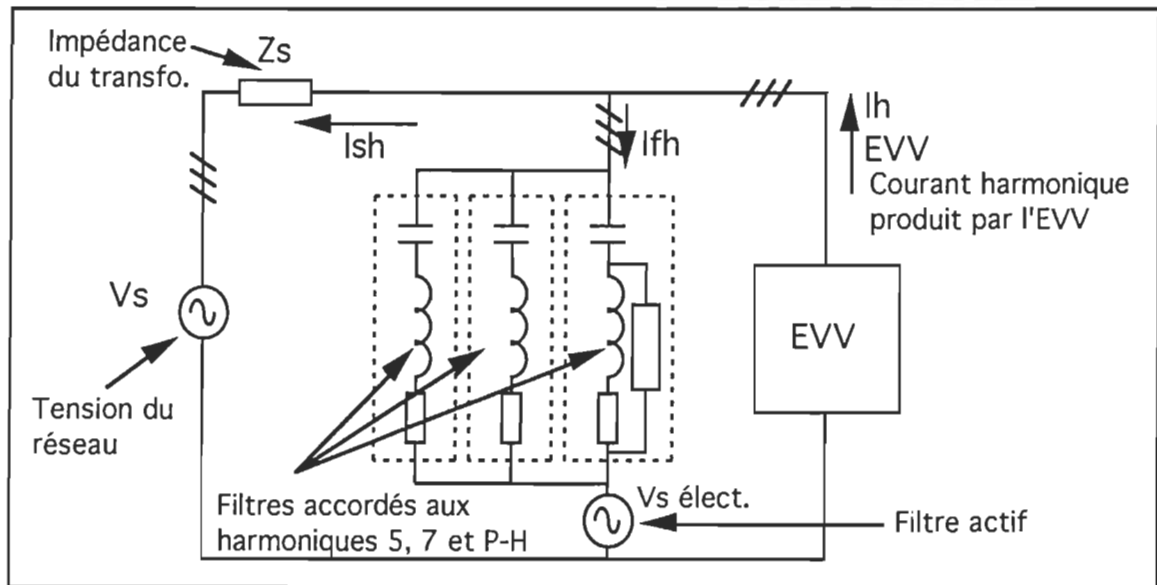 Impédance
du transfo.
Zs
Ish
Ifh
Ih
EVV
Courant harmonique
produit par l'EVV
Vs
EVV
Tension du
réseau
Filtres accordés aux
harmoniques 5, 7 et P-H
Vs élect.
Filtre actif